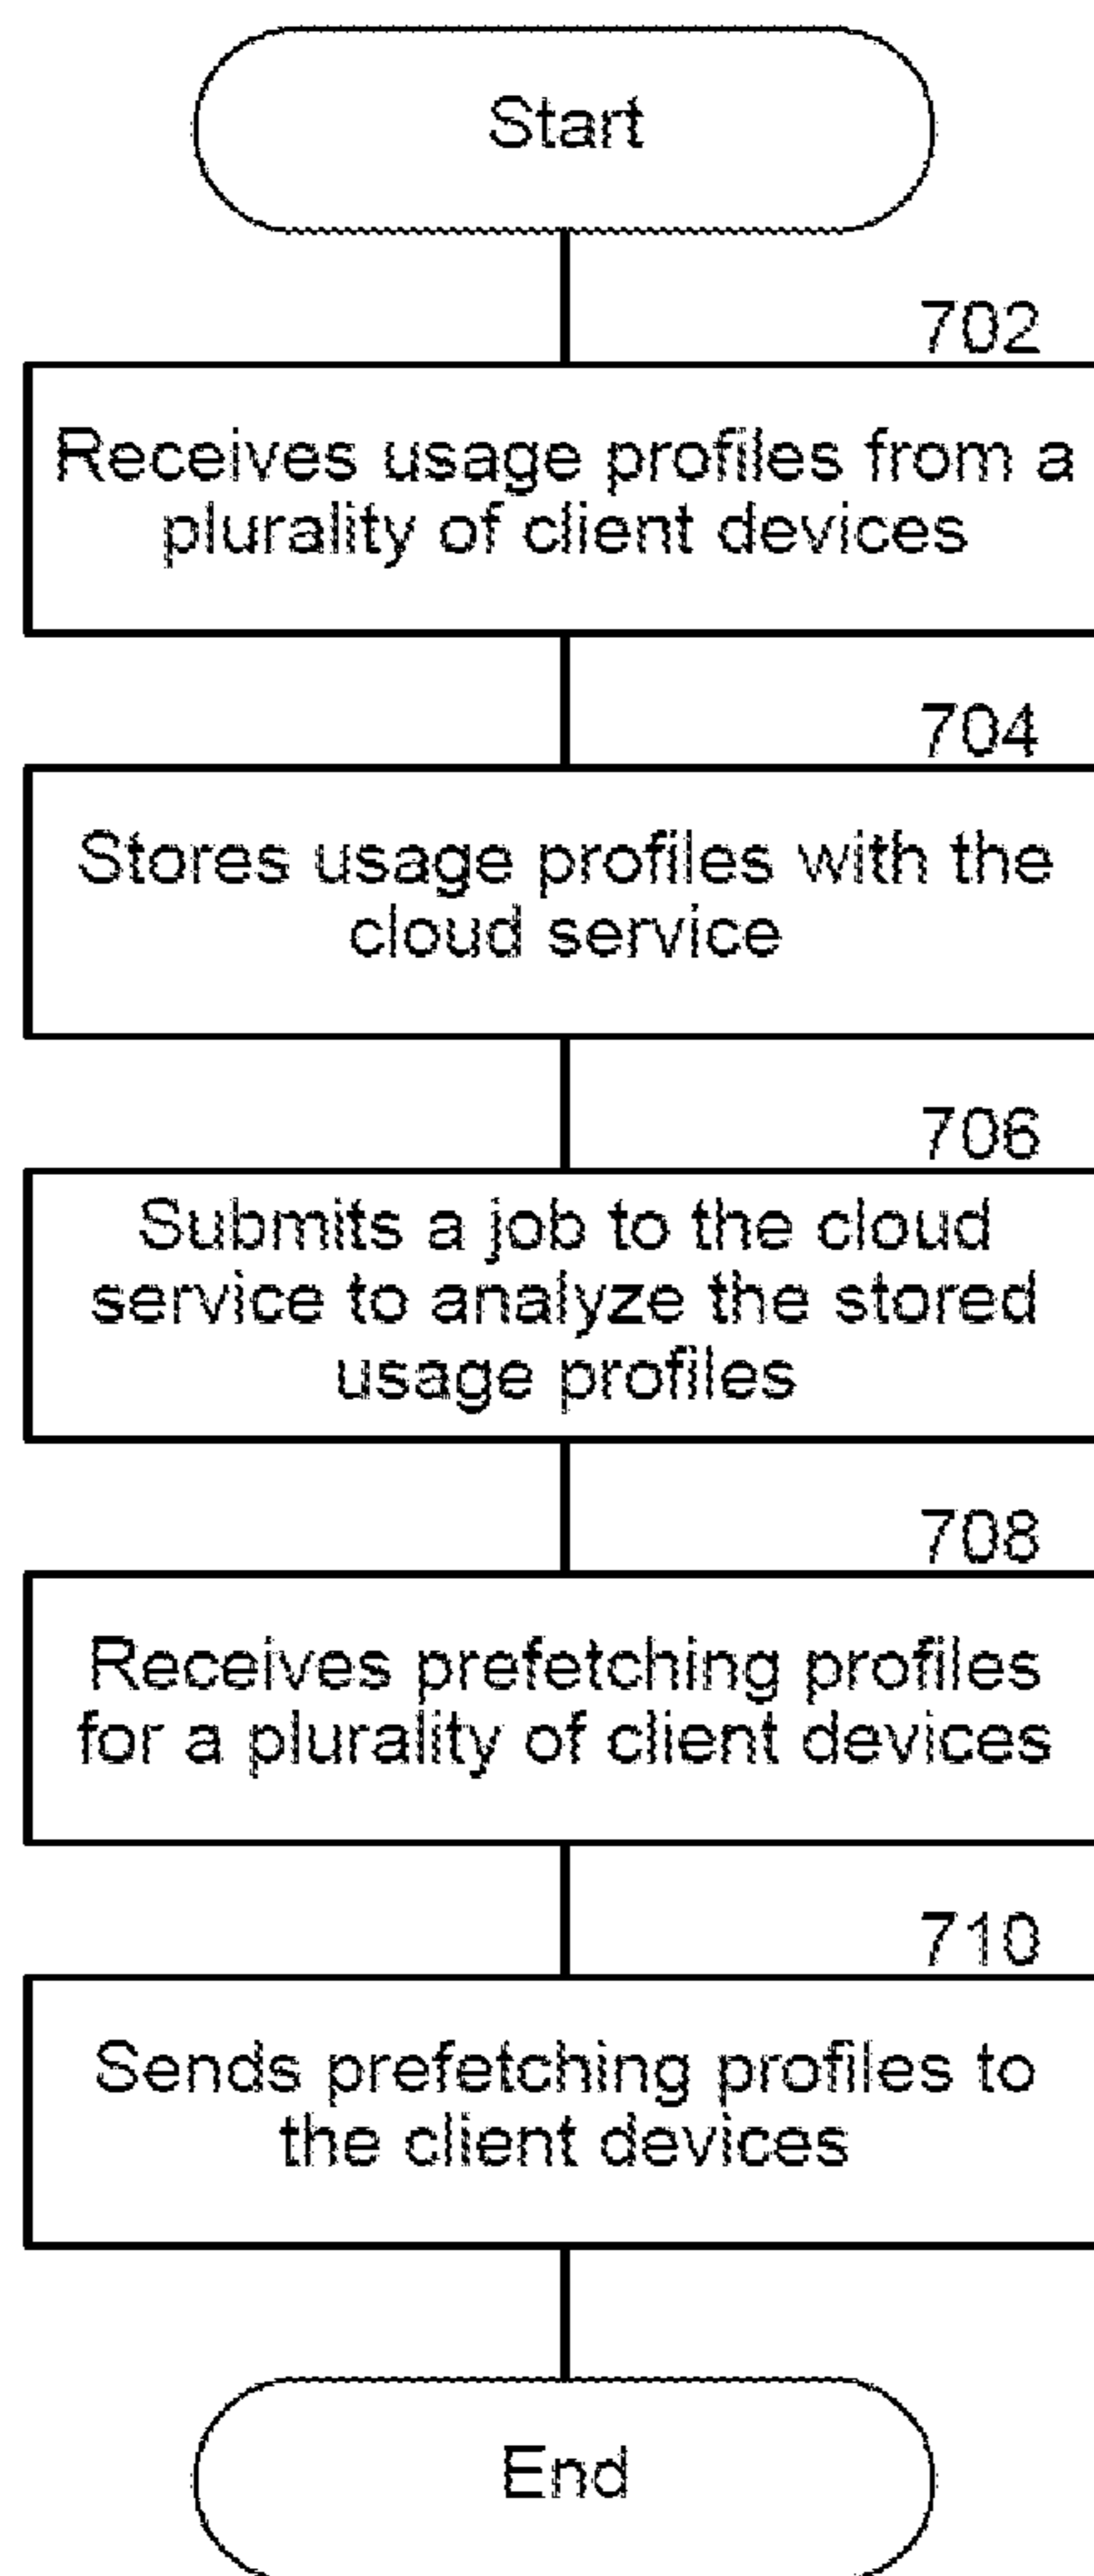 Start
702
Receives usage profiles from a
plurality of client devices
704
Stores usage profiles with the
cloud service
706
Submits a job to the cloud
service to analyze the stored
usage profiles
708
Receives prefetching profiles
for a plurality of client devices
710
Sends prefetching profiles to
the client devices
End